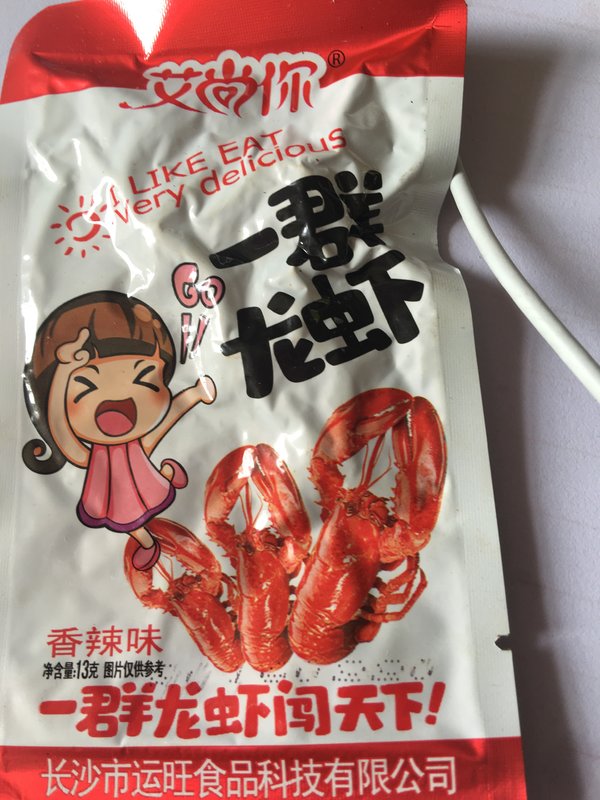 艾尚你®
I LIKE EAT
very delicious
一群
龙虾
GO
!!
香辣味
净含量:13克 图片仅供参考
一群龙虾闯天下!
长沙市运旺食品科技有限公司